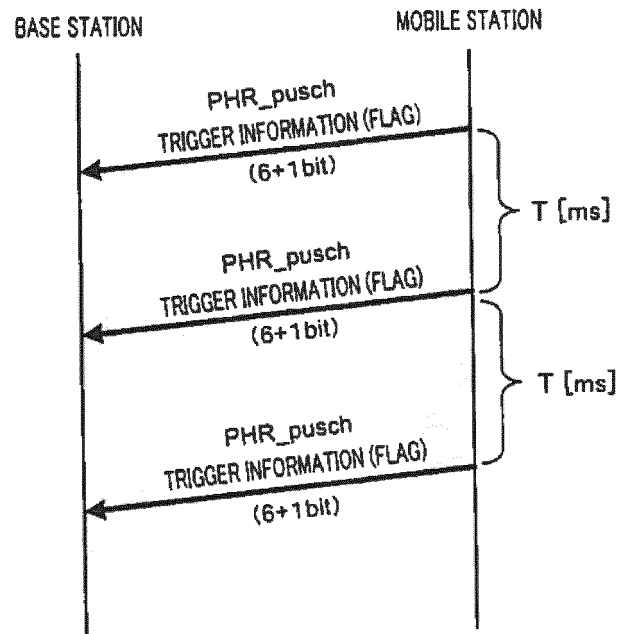 BASE STATION
MOBILE STATION
PHR_pusch
TRIGGER INFORMATION (FLAG)
(6+1bit)
T [ms]
PHR_pusch
TRIGGER INFORMATION (FLAG)
(6+1bit)
T [ms]
PHR_pusch
TRIGGER INFORMATION (FLAG)
(6+1bit)